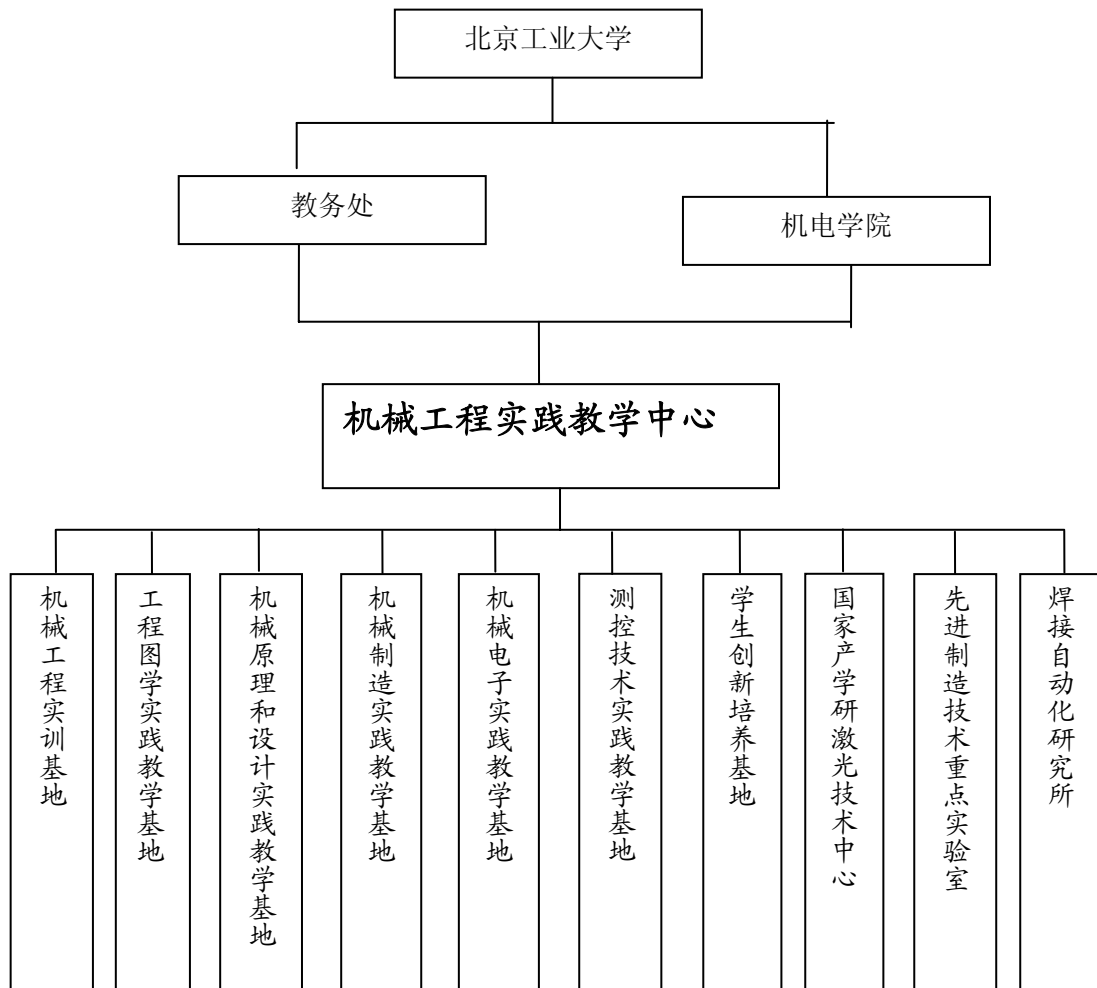 北京工业大学
教务处
机电学院
机械工程实践教学中心
机械工程实训基地
工程图学实践教学基地
机械原理和设计实践教学基地
机械制造实践教学基地
机械电子实践教学基地
测控技术实践教学基地
学生创新培养基地
国家产学研激光技术中心
先进制造技术重点实验室
焊接自动化研究所